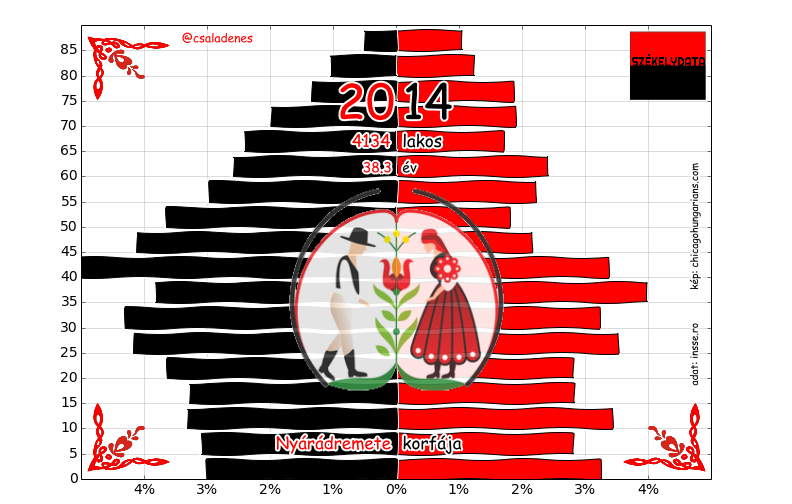 @csaladenes
SZÉKELYDATA
2014
4134 lakos
38.3 év
kép: chicagohungarians.com
adat: insse.ro
Nyárádremete korfája
85
80
75
70
65
60
55
50
45
40
35
30
25
20
15
10
5
0
4% 3% 2% 1% 0% 1% 2% 3% 4%